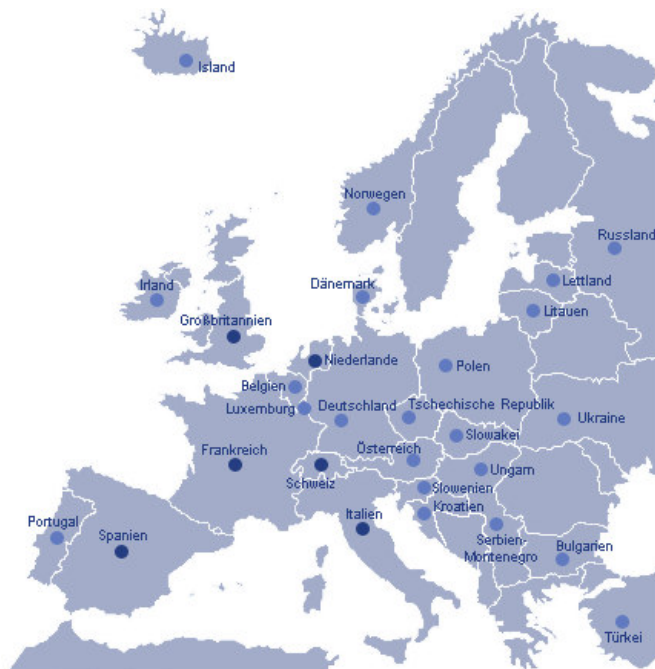 Island
Norwegen
Russland
Irland
Dänemark
Lettland
Großbritannien
Litauen
Niederlande
Polen
Belgien
Luxemburg
Deutschland
Tschechische Republik
Ukraine
Slowakei
Frankreich
Österreich
Schweiz
Ungarn
Slowenien
Kroatien
Portugal
Spanien
Italien
Serbien-
Montenegro
Bulgarien
Türkei